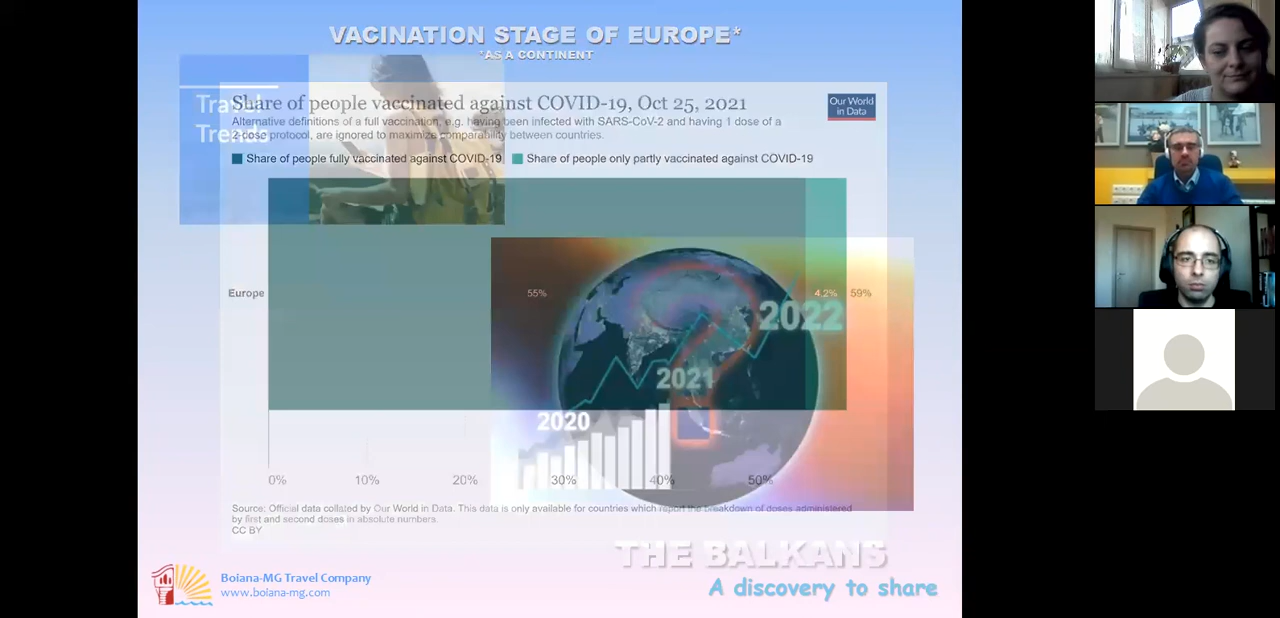 VACINATION STAGE OF EUROPE*
*AS A CONTINENT
Travel
Trends
Share of people vaccinated against COVID-19, Oct 25, 2021
Our World
in Data
Alternative definitions of a full vaccination, e.g. having been infected with SARS-CoV-2 and having 1 dose of a
2-dose protocol, are ignored to maximize comparability between countries.
Share of people fully vaccinated against COVID-19
Share of people only partly vaccinated against COVID-19
Europe
55%
4.2%
59%
2022
2021
2020
0%
10%
20%
30%
40%
50%
Source: Official data collated by Our World in Data. This data is only available for countries which report the breakdown of doses administered
by first and second doses in absolute numbers.
CC BY
THE BALKANS
A discovery to share
Boiana-MG Travel Company
www.boiana-mg.com